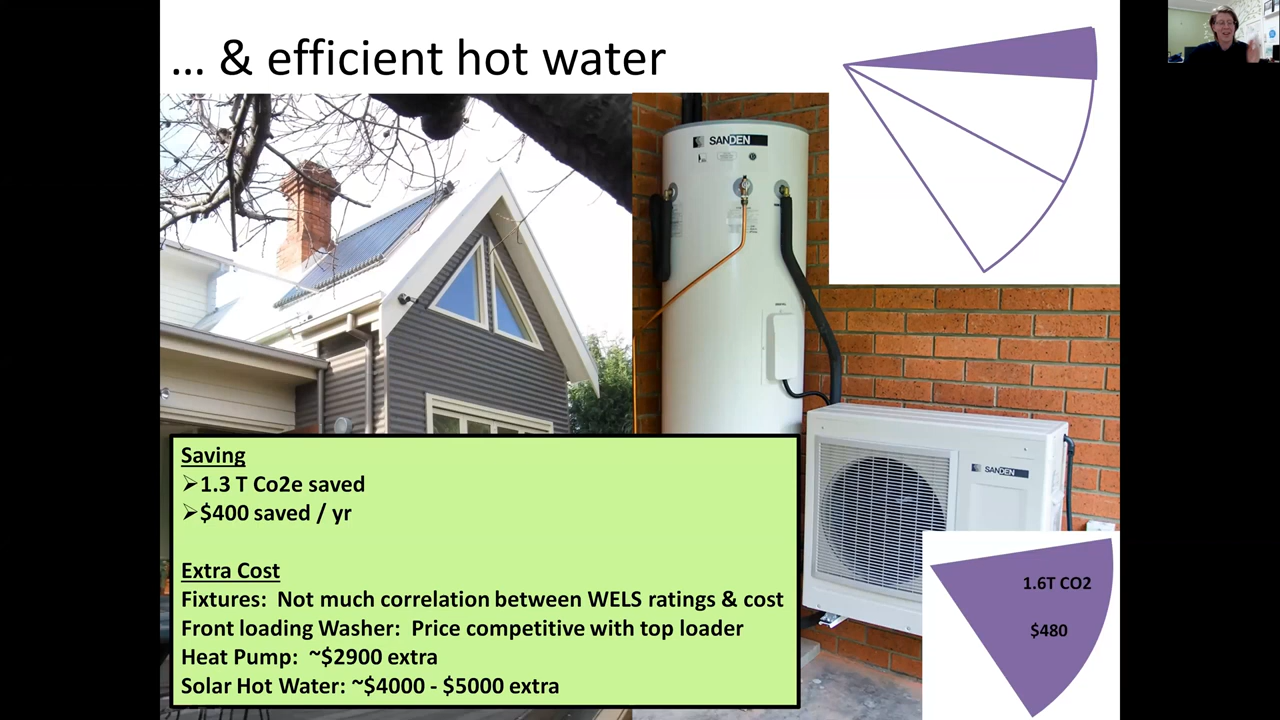 … & efficient hot water
SANDEN
SANDEN
Saving
➢1.3 T Co2e saved
➢$400 saved / yr
Extra Cost
Fixtures: Not much correlation between WELS ratings & cost
Front loading Washer: Price competitive with top loader
Heat Pump: ~$2900 extra
Solar Hot Water: ~$4000 - $5000 extra
1.6T CO2
$480